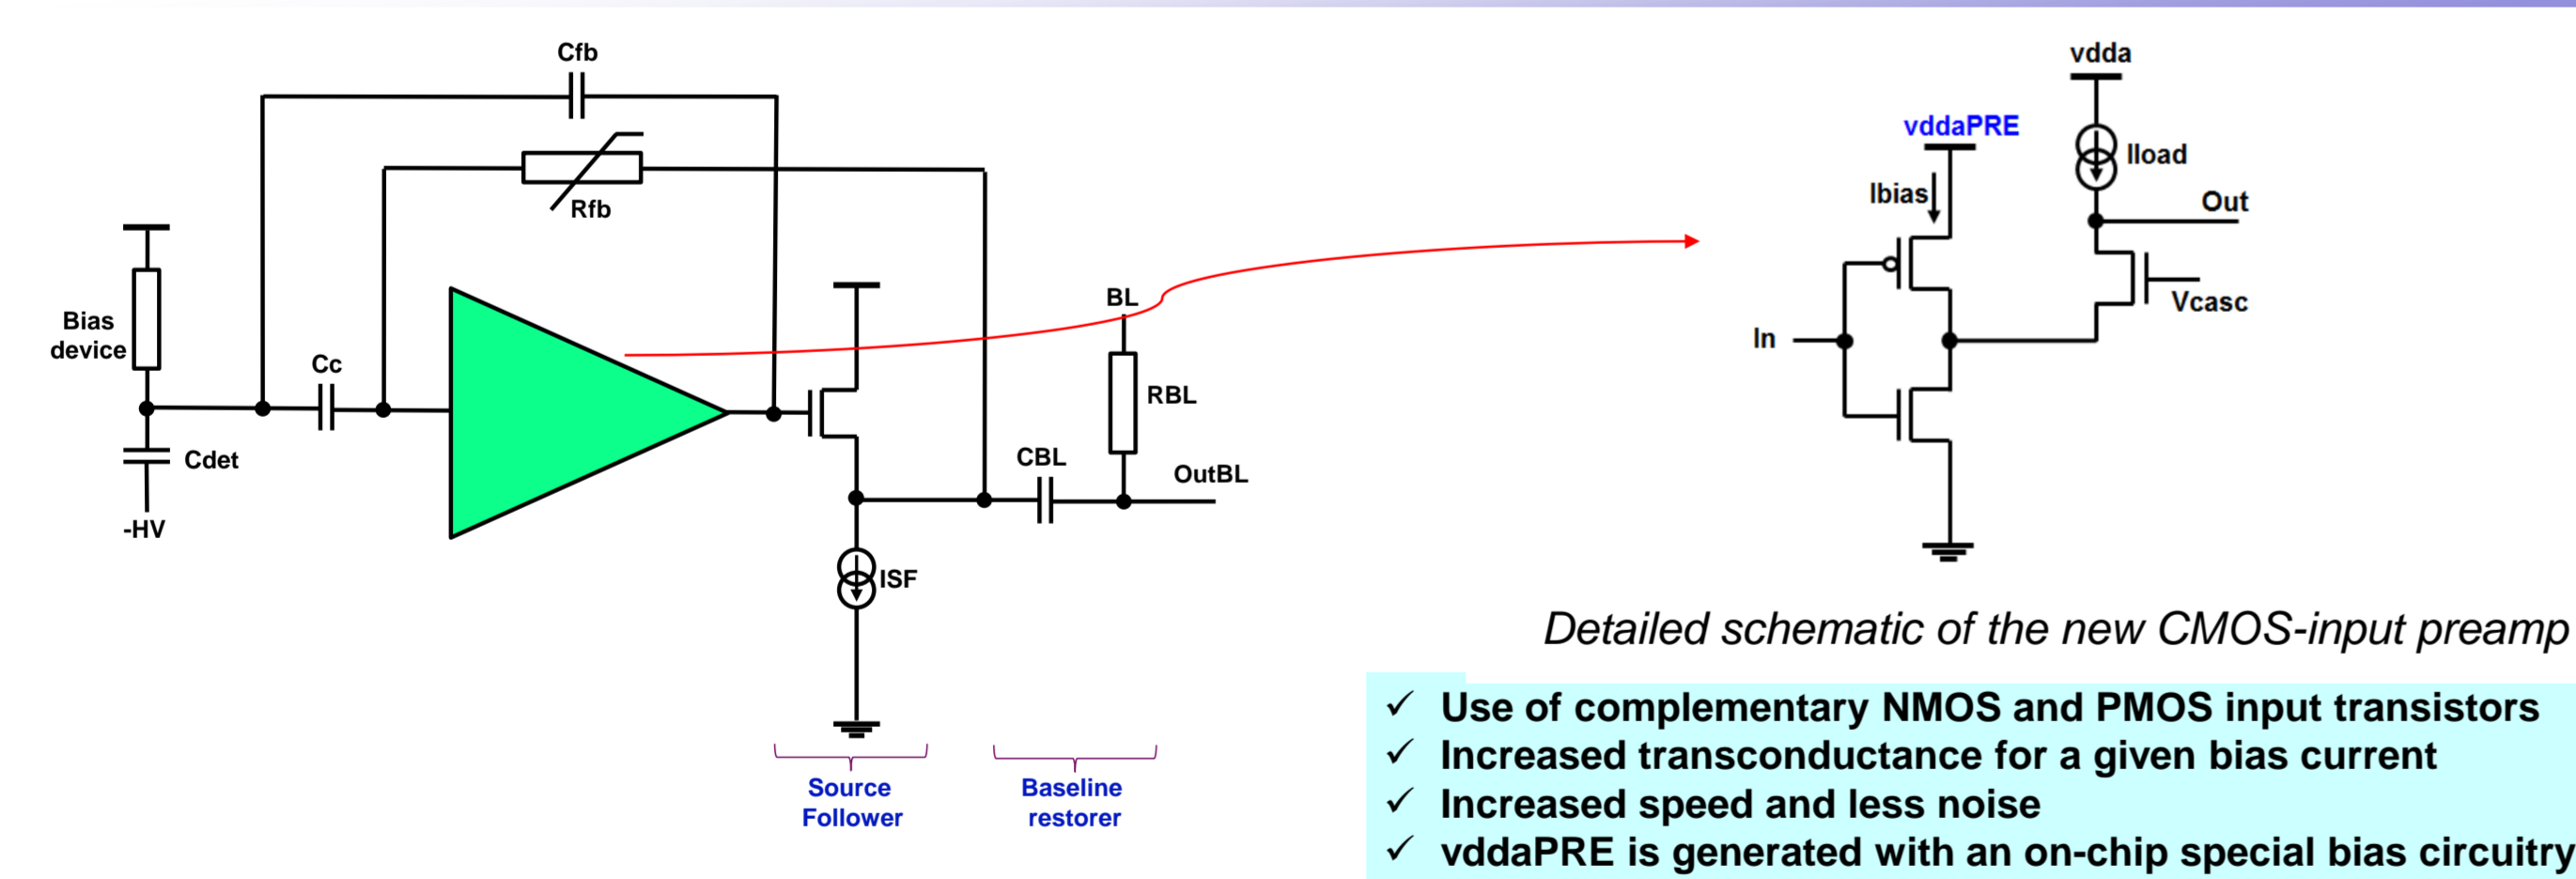 Cfb
Rfb
Bias
device
Cc
Cdet
-HV
BL
RBL
CBL
OutBL
ISF
Source
Follower
Baseline
restorer
vdda
vddaPRE
Iload
Ibias
Out
Vcasc
In
Detailed schematic of the new CMOS-input preamp
✓ Use of complementary NMOS and PMOS input transistors
✓ Increased transconductance for a given bias current
✓ Increased speed and less noise
✓ vddaPRE is generated with an on-chip special bias circuitry